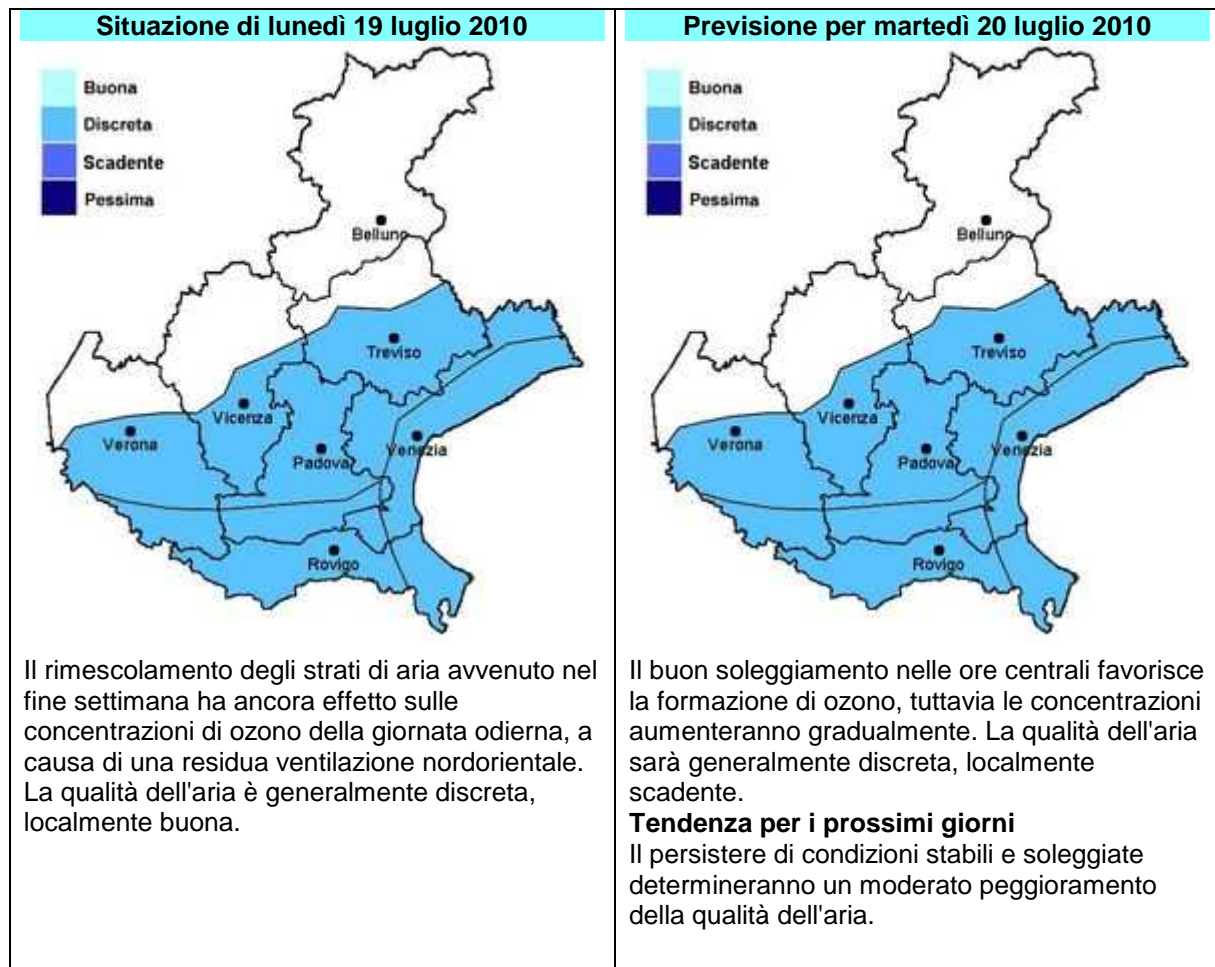 Situazione di lunedì 19 luglio 2010
Buona
Discreta
Scadente
Pessima
Belluno
Treviso
Vicenza
Verona
Padova
Venezia
Rovigo
Il rimescolamento degli strati di aria avvenuto nel
fine settimana ha ancora effetto sulle
concentrazioni di ozono della giornata odierna, a
causa di una residua ventilazione nordorientale.
La qualità dell'aria è generalmente discreta,
localmente buona.
Previsione per martedì 20 luglio 2010
Buona
Discreta
Scadente
Pessima
Belluno
Treviso
Vicenza
Verona
Padova
Venezia
Rovigo
Il buon soleggiamento nelle ore centrali favorisce
la formazione di ozono, tuttavia le concentrazioni
aumenteranno gradualmente. La qualità dell'aria
sarà generalmente discreta, localmente
scadente.
Tendenza per i prossimi giorni
Il persistere di condizioni stabili e soleggiate
determineranno un moderato peggioramento
della qualità dell'aria.